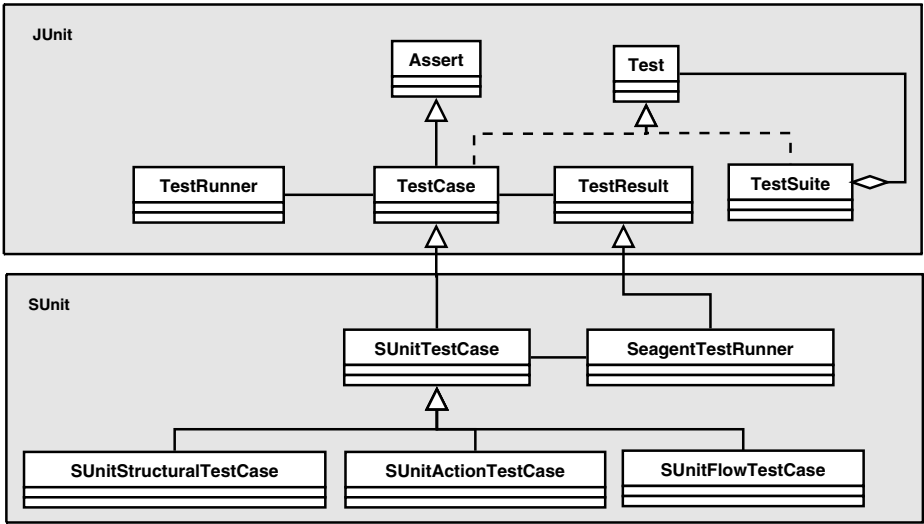 JUnit
Assert
Test
TestRunner
TestCase
TestResult
TestSuite
SUnit
SUnitTestCase
SeagentTestRunner
SUnitStructuralTestCase
SUnitActionTestCase
SUnitFlowTestCase